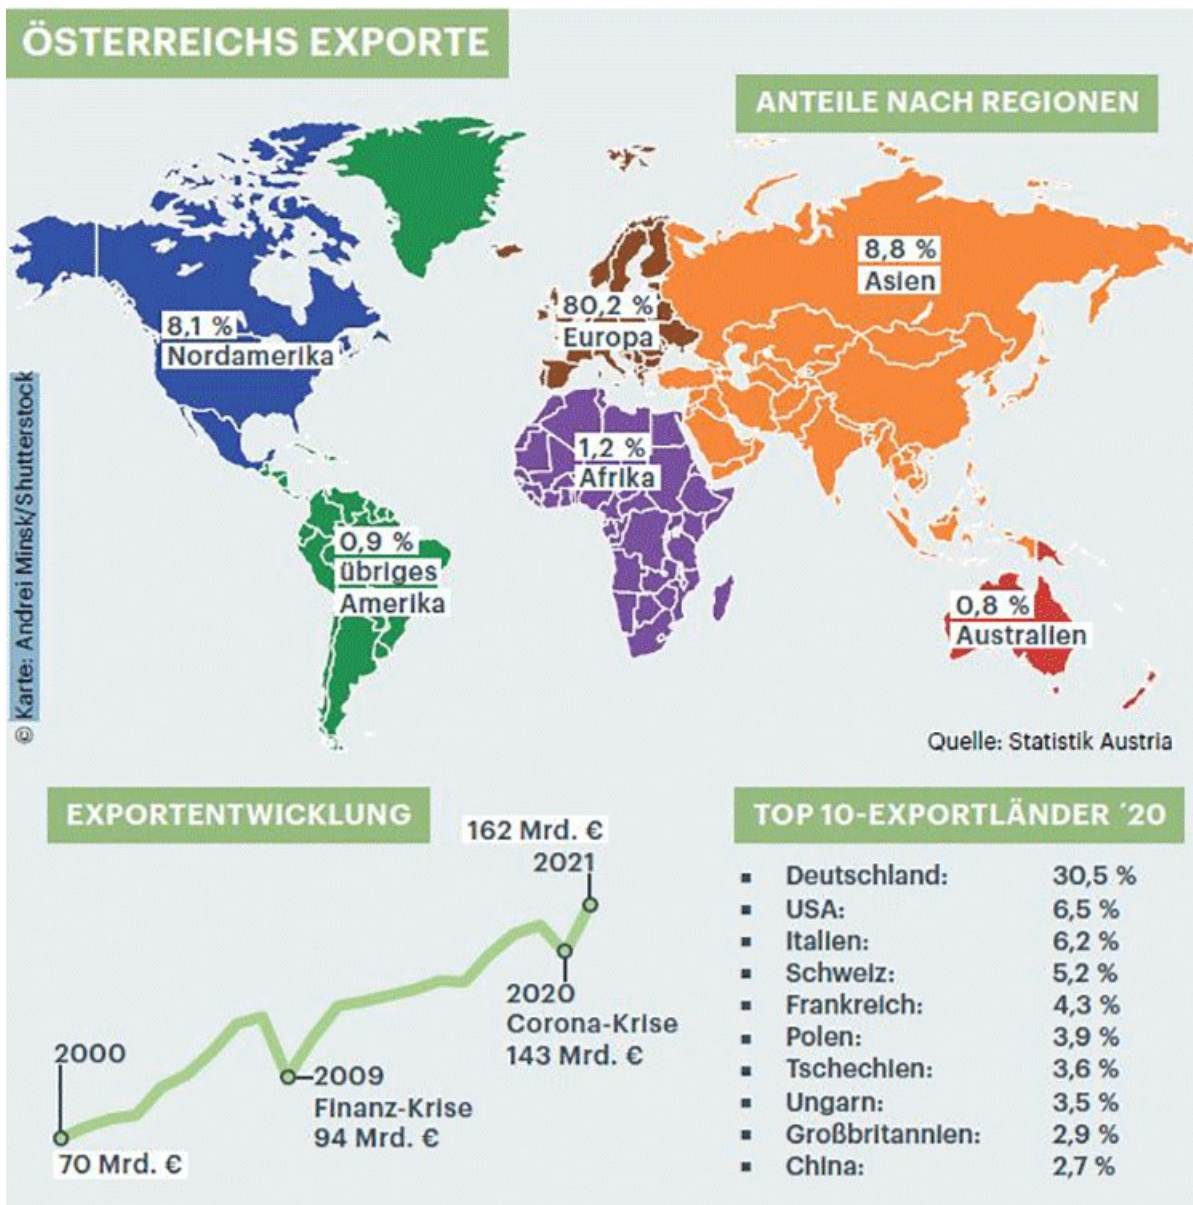 ÖSTERREICHS EXPORTE
ANTEILE NACH REGIONEN
8,8 %
Asien
80,2 %
Europa
8,1 %
Nordamerika
1,2 %
Afrika
0,9 %
übriges
Amerika
0,8 %
Australien
© Karte: Andrei Minsk/Shutterstock
Quelle: Statistik Austria
EXPORTENTWICKLUNG
162 Mrd. €
2021
2020
Corona-Krise
143 Mrd. €
2000
2009
Finanz-Krise
94 Mrd. €
70 Mrd. €
TOP 10-EXPORTLÄNDER ´20
▪ Deutschland: 30,5 %
▪ USA: 6,5 %
▪ Italien: 6,2 %
▪ Schweiz: 5,2 %
▪ Frankreich: 4,3 %
▪ Polen: 3,9 %
▪ Tschechien: 3,6 %
▪ Ungarn: 3,5 %
▪ Großbritannien: 2,9 %
▪ China: 2,7 %